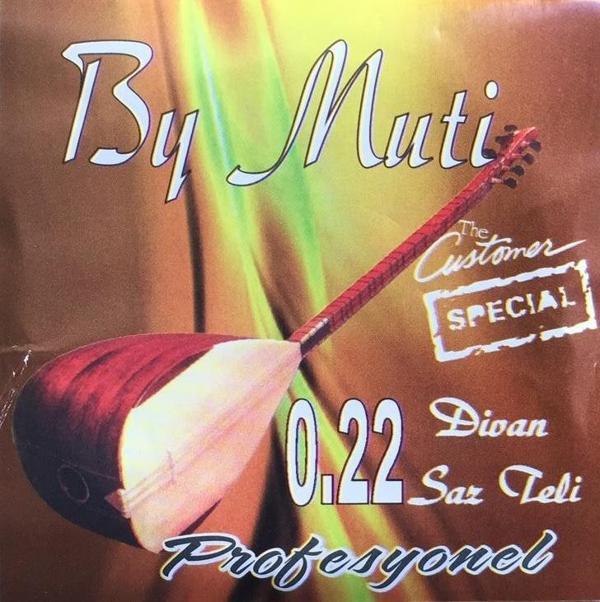 By Muti
The
Customer
SPECIAL
0.22 Divan
Saz Teli
Profesyonel